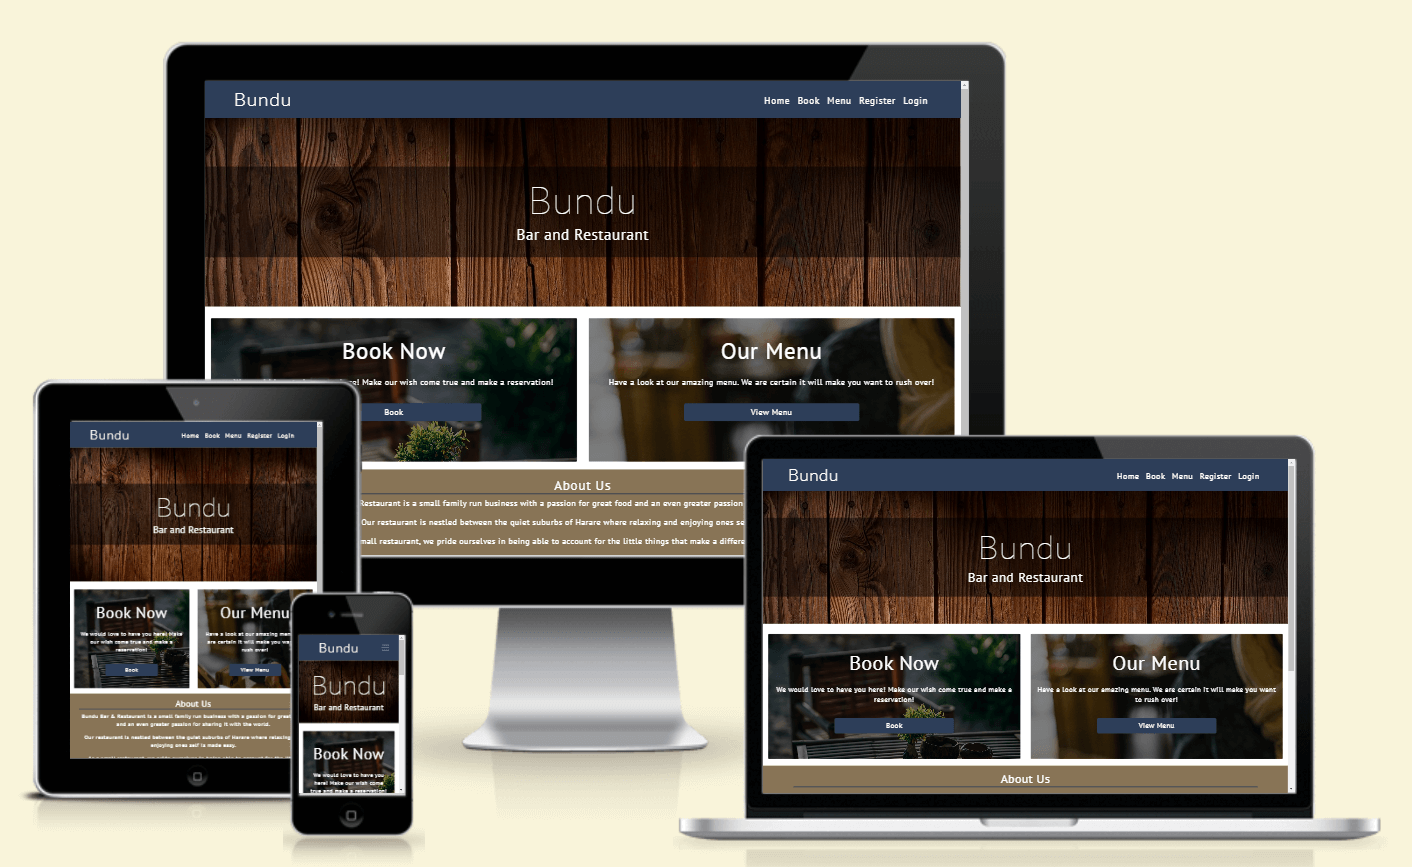 Bundu
Home Book Menu Register Login
Bundu
Bar and Restaurant
Book Now
Our Menu
! Make our wish come true and make a reservation!
Have a look at our amazing menu. We are certain it will make you want to rush over!
Book
View Menu
About Us
Restaurant is a small family run business with a passion for great food and an even greater passion
Our restaurant is nestled between the quiet suburbs of Harare where relaxing and enjoying ones se
mall restaurant, we pride ourselves in being able to account for the little things that make a differe
Bundu
Home Book Menu Register Login
Bundu
Bar and Restaurant
Book Now
Our Menu
We would love to have you here! Make
our wish come true and make a
reservation!
Have a look at our amazing menu
are certain it will make you wa
rush over!
Book
View Menu
About Us
Bundu Bar & Restaurant is a small family run business with a passion for great
and an even greater passion for sharing it with the world.
Our restaurant is nestled between the quiet suburbs of Harare where relaxing
enjoying ones self is made easy.
Bundu
Bundu
Bar and Restaurant
Book Now
We would love to have you
here! Make our wish come
true and make a reservation!
Bundu
Home Book Menu Register Login
Bundu
Bar and Restaurant
Book Now
Our Menu
We would love to have you here! Make our wish come true and make a
reservation!
Have a look at our amazing menu. We are certain it will make you want
to rush over!
Book
View Menu
About Us